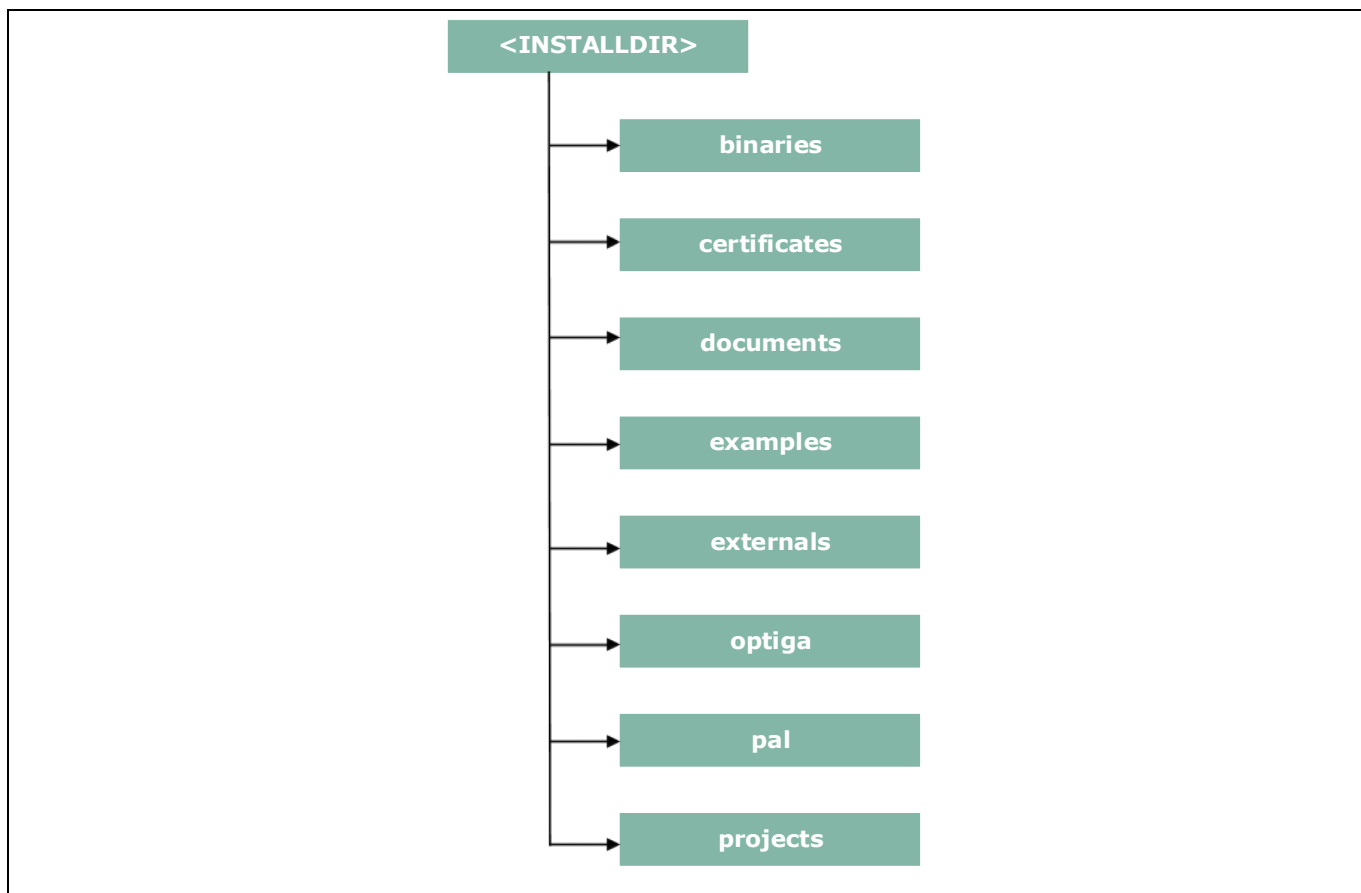 <INSTALLDIR>
binaries
certificates
documents
examples
externals
optiga
pal
projects